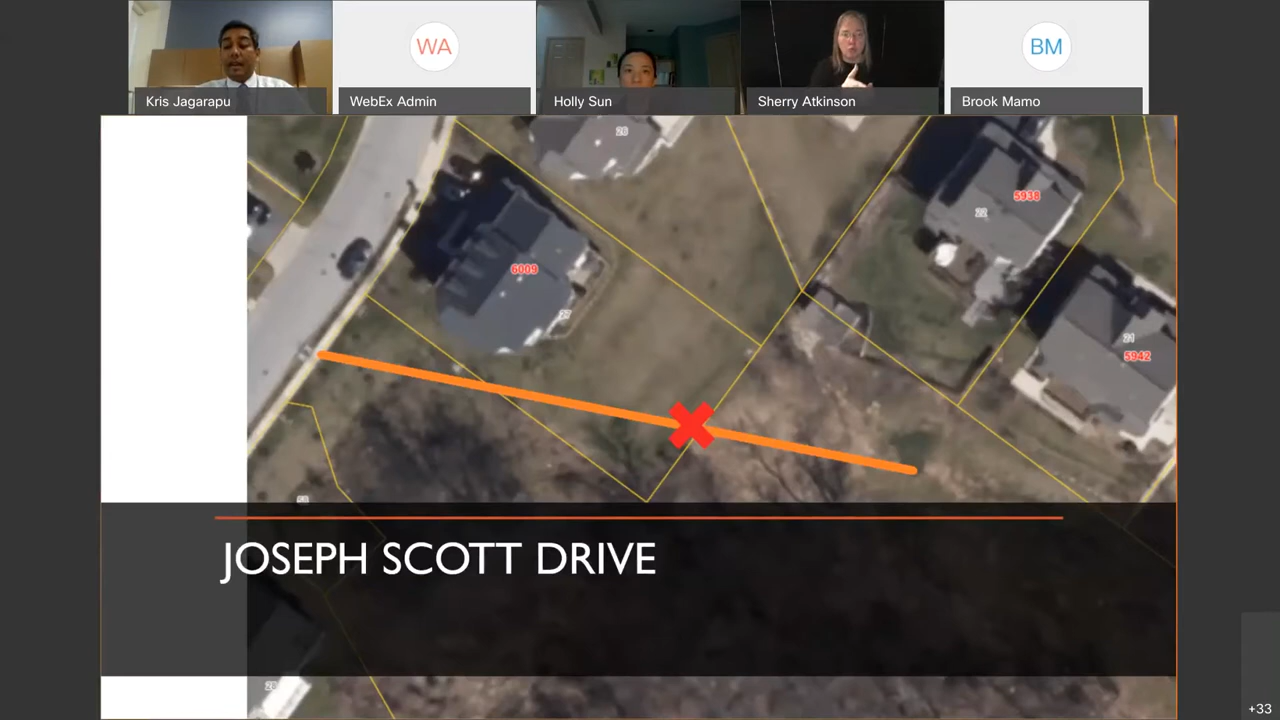 WA
BM
Kris Jagarapu
WebEx Admin
Holly Sun
Sherry Atkinson
Brook Mamo
26
5938
22
6009
27
21
5942
JOSEPH SCOTT DRIVE
+33